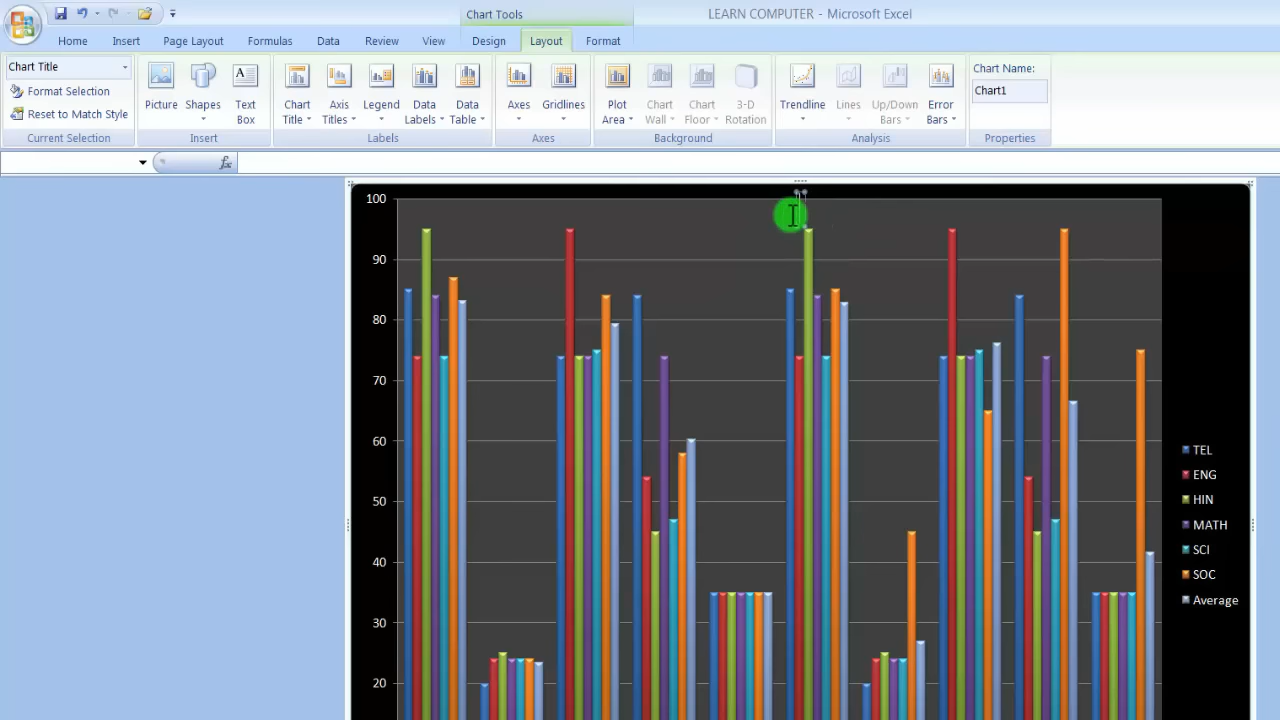 Chart Tools
LEARN COMPUTER - Microsoft Excel
Home Insert Page Layout Formulas Data Review View Design Layout Format
Chart Title
Format Selection
Reset to Match Style
Current Selection
Picture
Shapes
Text
Box
Insert
Chart
Title
Axis
Titles
Legend
Data
Labels
Data
Table
Labels
Axes
Gridlines
Axes
Plot
Area
Chart
Wall
Chart
Floor
3-D
Rotation
Background
Trendline
Lines
Up/Down
Bars
Error
Bars
Analysis
Chart Name:
Chart1
Properties
fx
100
90
80
70
60
50
40
30
20
TEL
ENG
HIN
MATH
SCI
SOC
Average